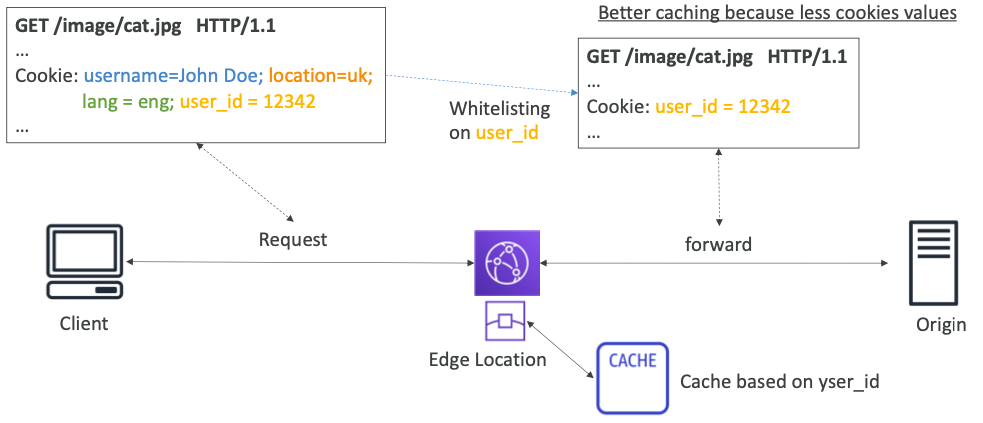 Better caching because less cookies values
GET /image/cat.jpg HTTP/1.1
...
Cookie: username=John Doe; location=uk;
lang = eng; user_id = 12342
...
GET /image/cat.jpg HTTP/1.1
...
Cookie: user_id = 12342
...
Whitelisting
on user_id
Request
forward
Client
Edge Location
Origin
CACHE
Cache based on yser_id